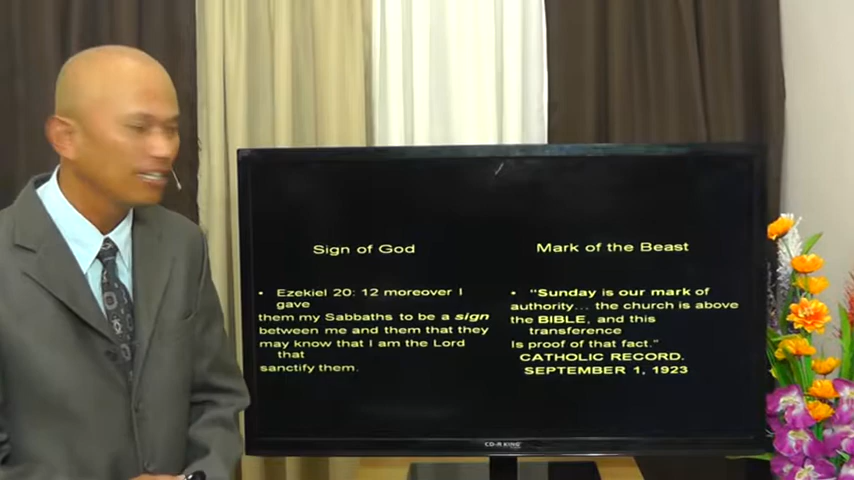 Sign of God
• Ezekiel 20: 12 moreover I
gave
them my Sabbaths to be a sign
between me and them that they
may know that I am the Lord
that
sanctify them.
Mark of the Beast
• "Sunday is our mark of
authority... the church is above
the BIBLE, and this
transference
Is proof of that fact."
CATHOLIC RECORD.
SEPTEMBER 1, 1923
CD-R KING